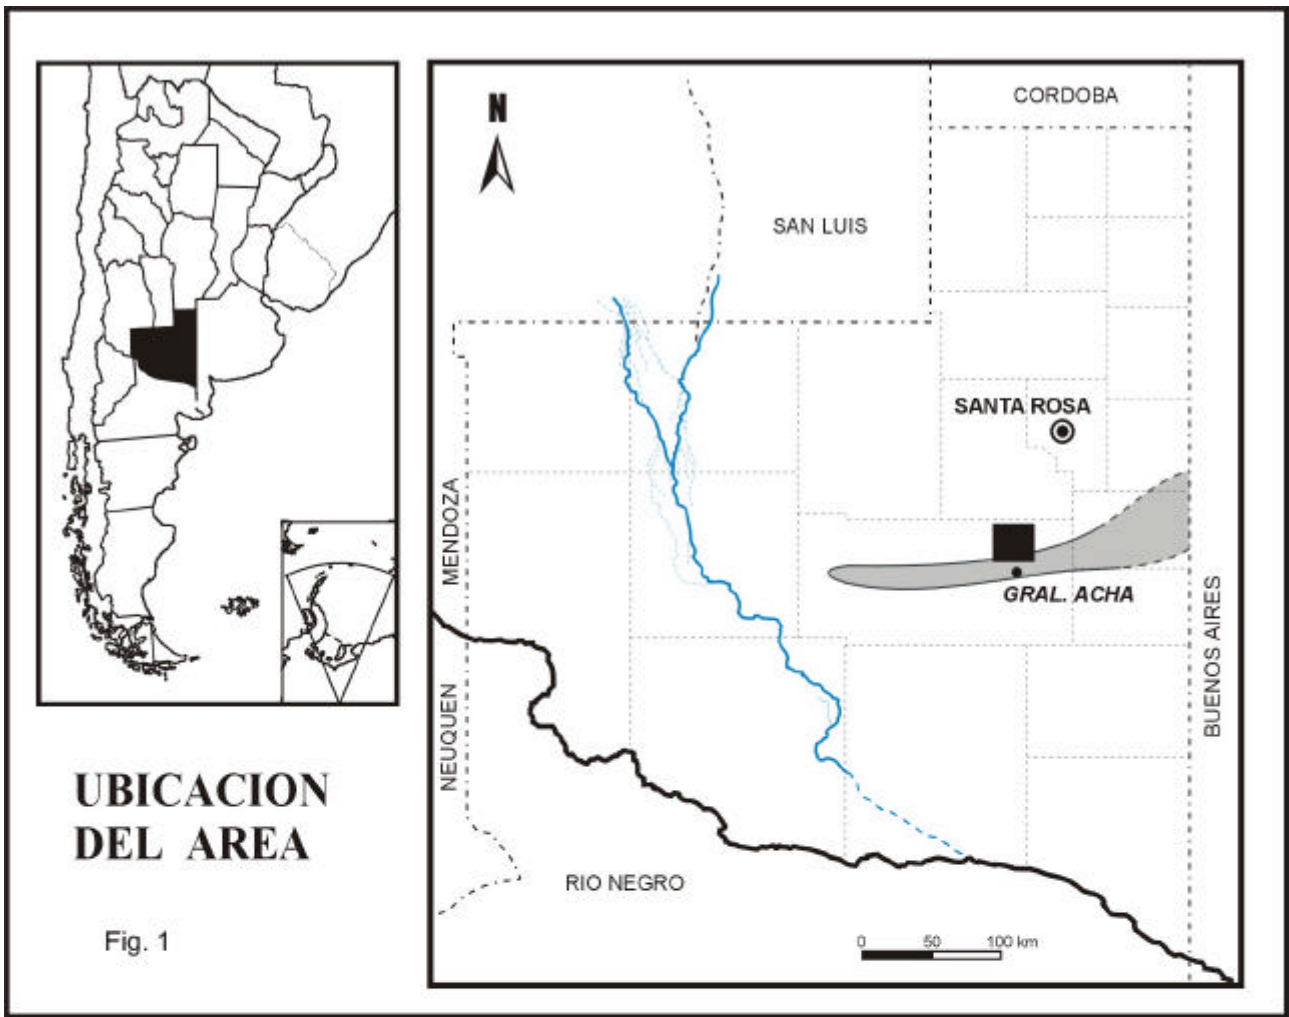 N
CORDOBA
SAN LUIS
SANTA ROSA
MENDOZA
GRAL. ACHA
BUENOS AIRES
NEUQUEN
RIO NEGRO
0 50 100 km
UBICACION
DEL AREA
Fig. 1